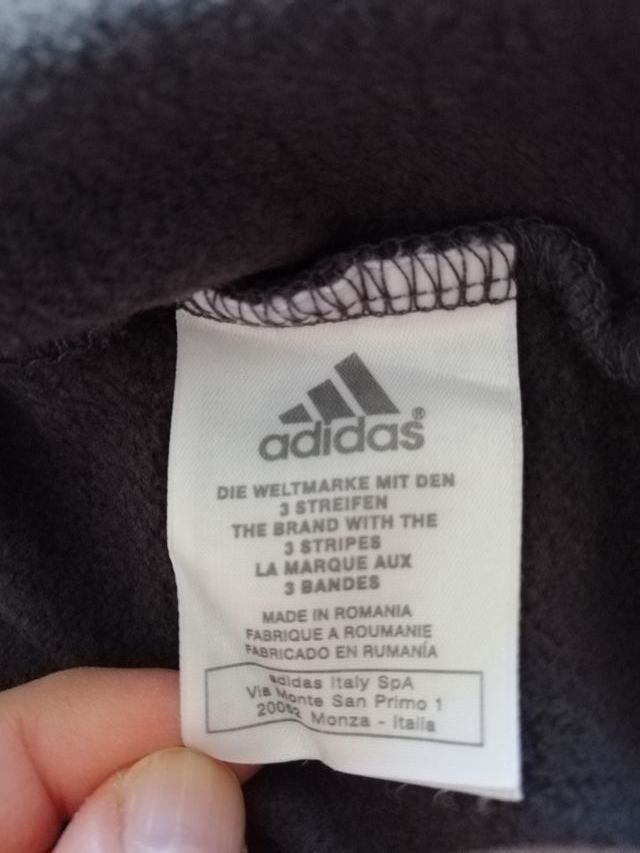 adidas®
DIE WELTMARKE MIT DEN
3 STREIFEN
THE BRAND WITH THE
3 STRIPES
LA MARQUE AUX
3 BANDES
MADE IN ROMANIA
FABRIQUE A ROUMANIE
FABRICADO EN RUMANÍA
adidas Italy SpA
Via Monte San Primo 1
20052 Monza - Italia